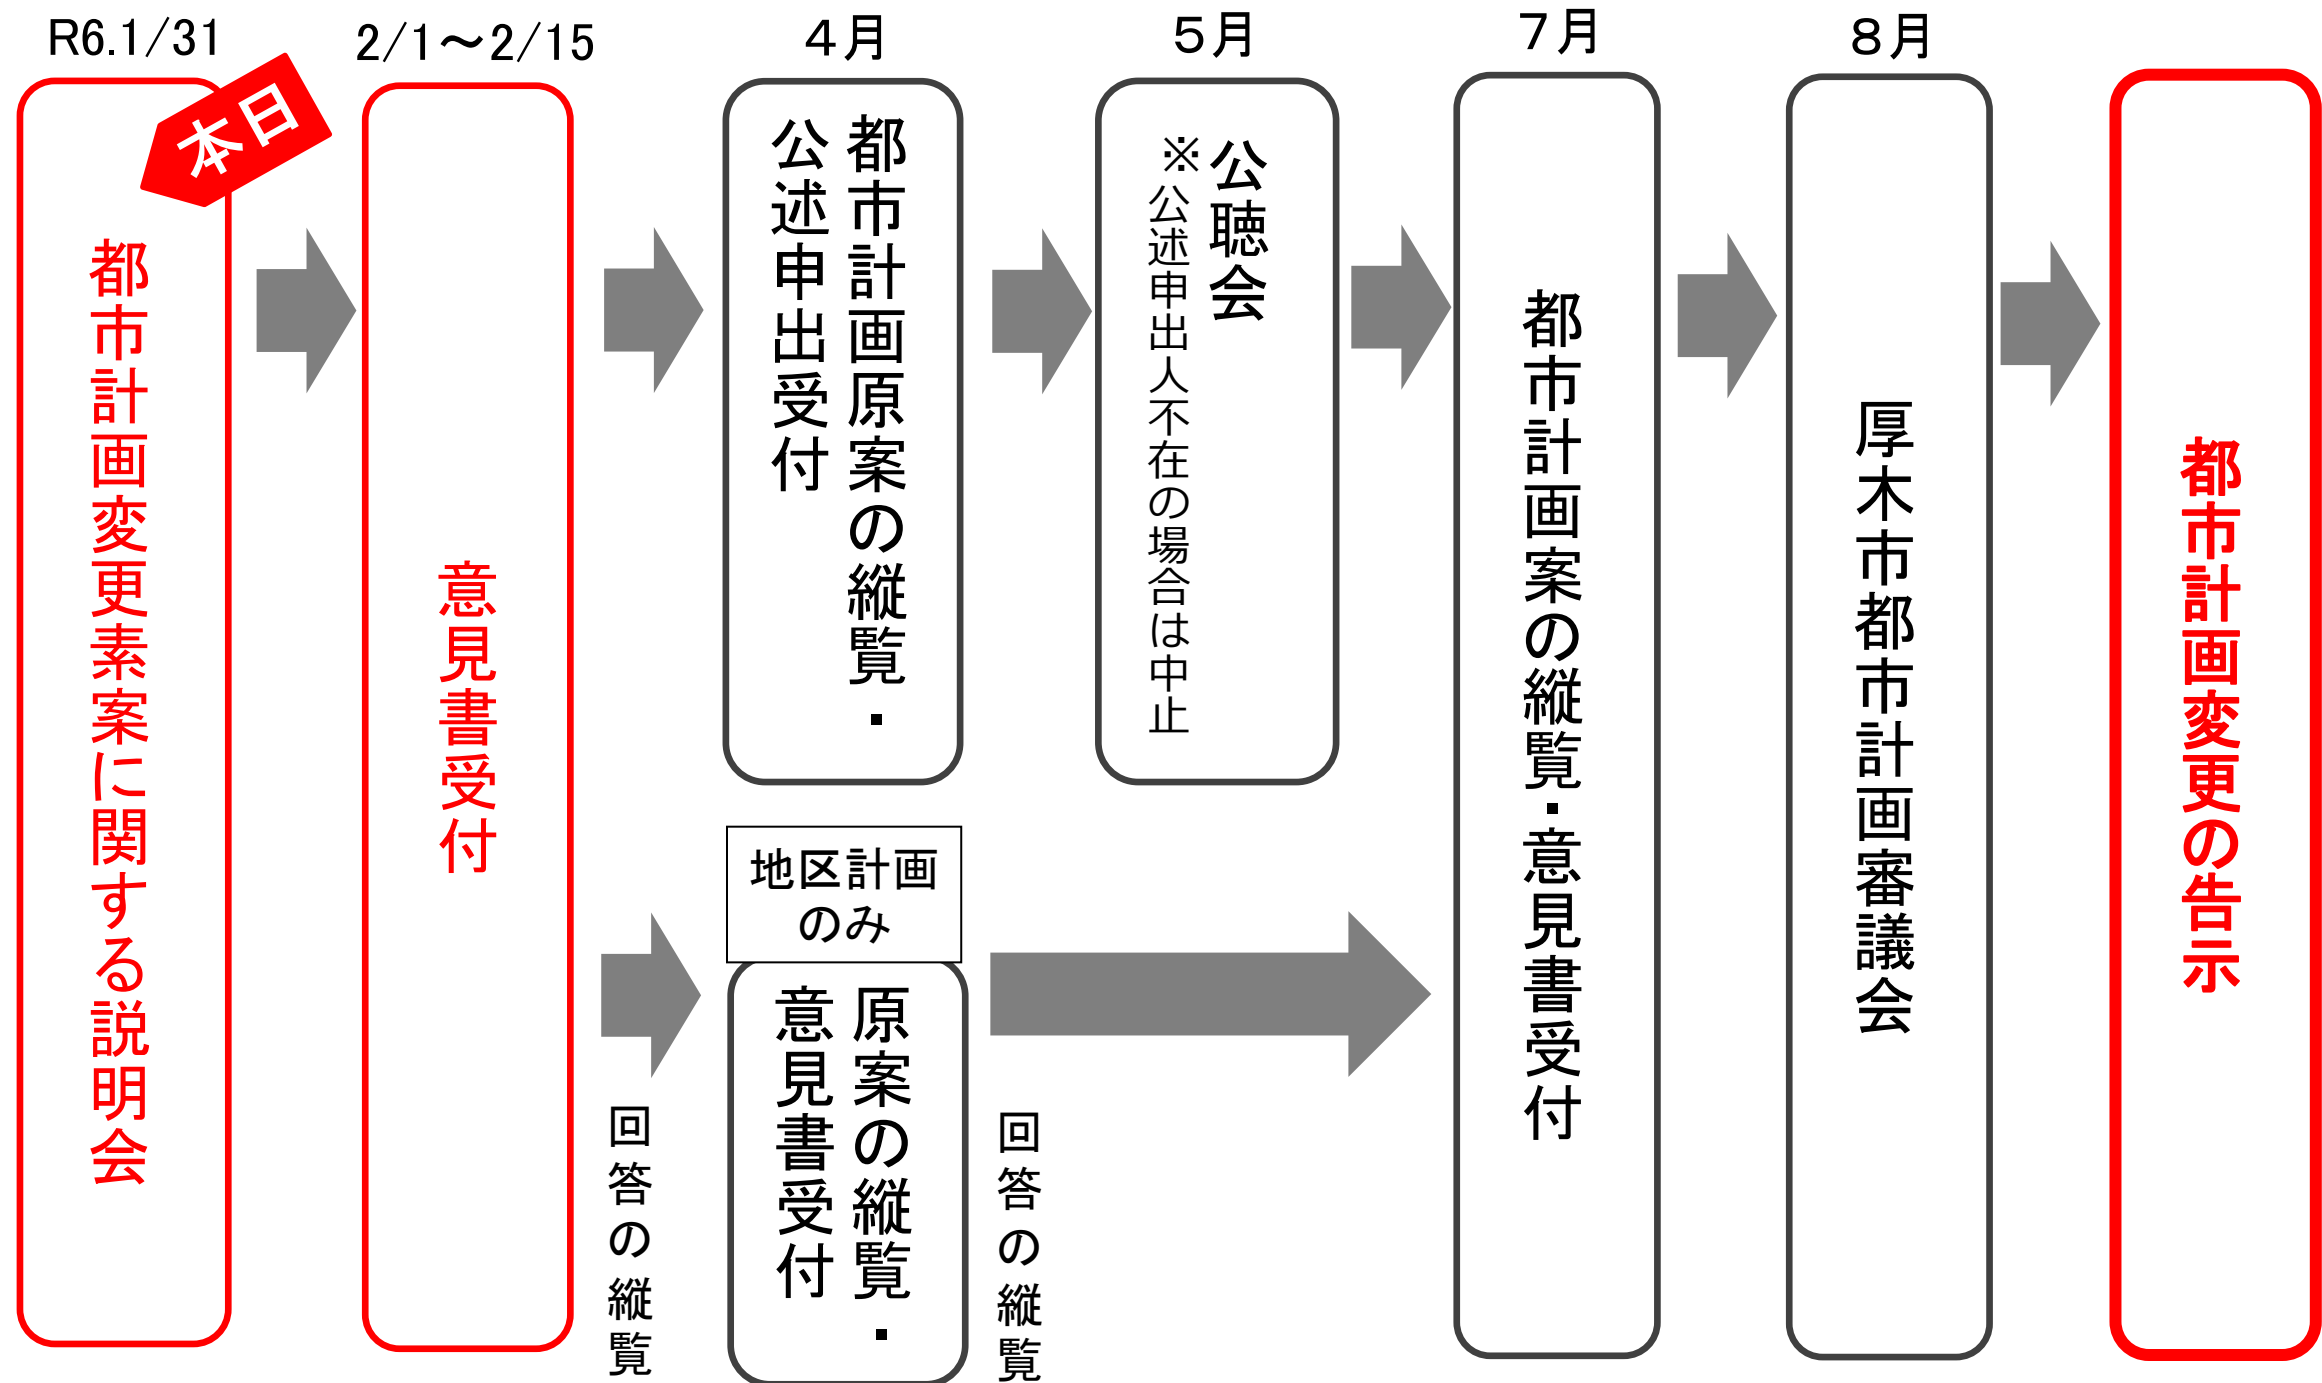 R6.1/31
本日
都市計画変更素案に関する説明会
2/1～2/15
意見書受付
４月
都市計画原案の縦覧・
公述申出受付
地区計画
のみ
原案の縦覧・
意見書受付
回答の縦覧
５月
公聴会
※公述申出人不在の場合は中止
回答の縦覧
７月
都市計画案の縦覧・意見書受付
８月
厚木市都市計画審議会
都市計画変更の告示